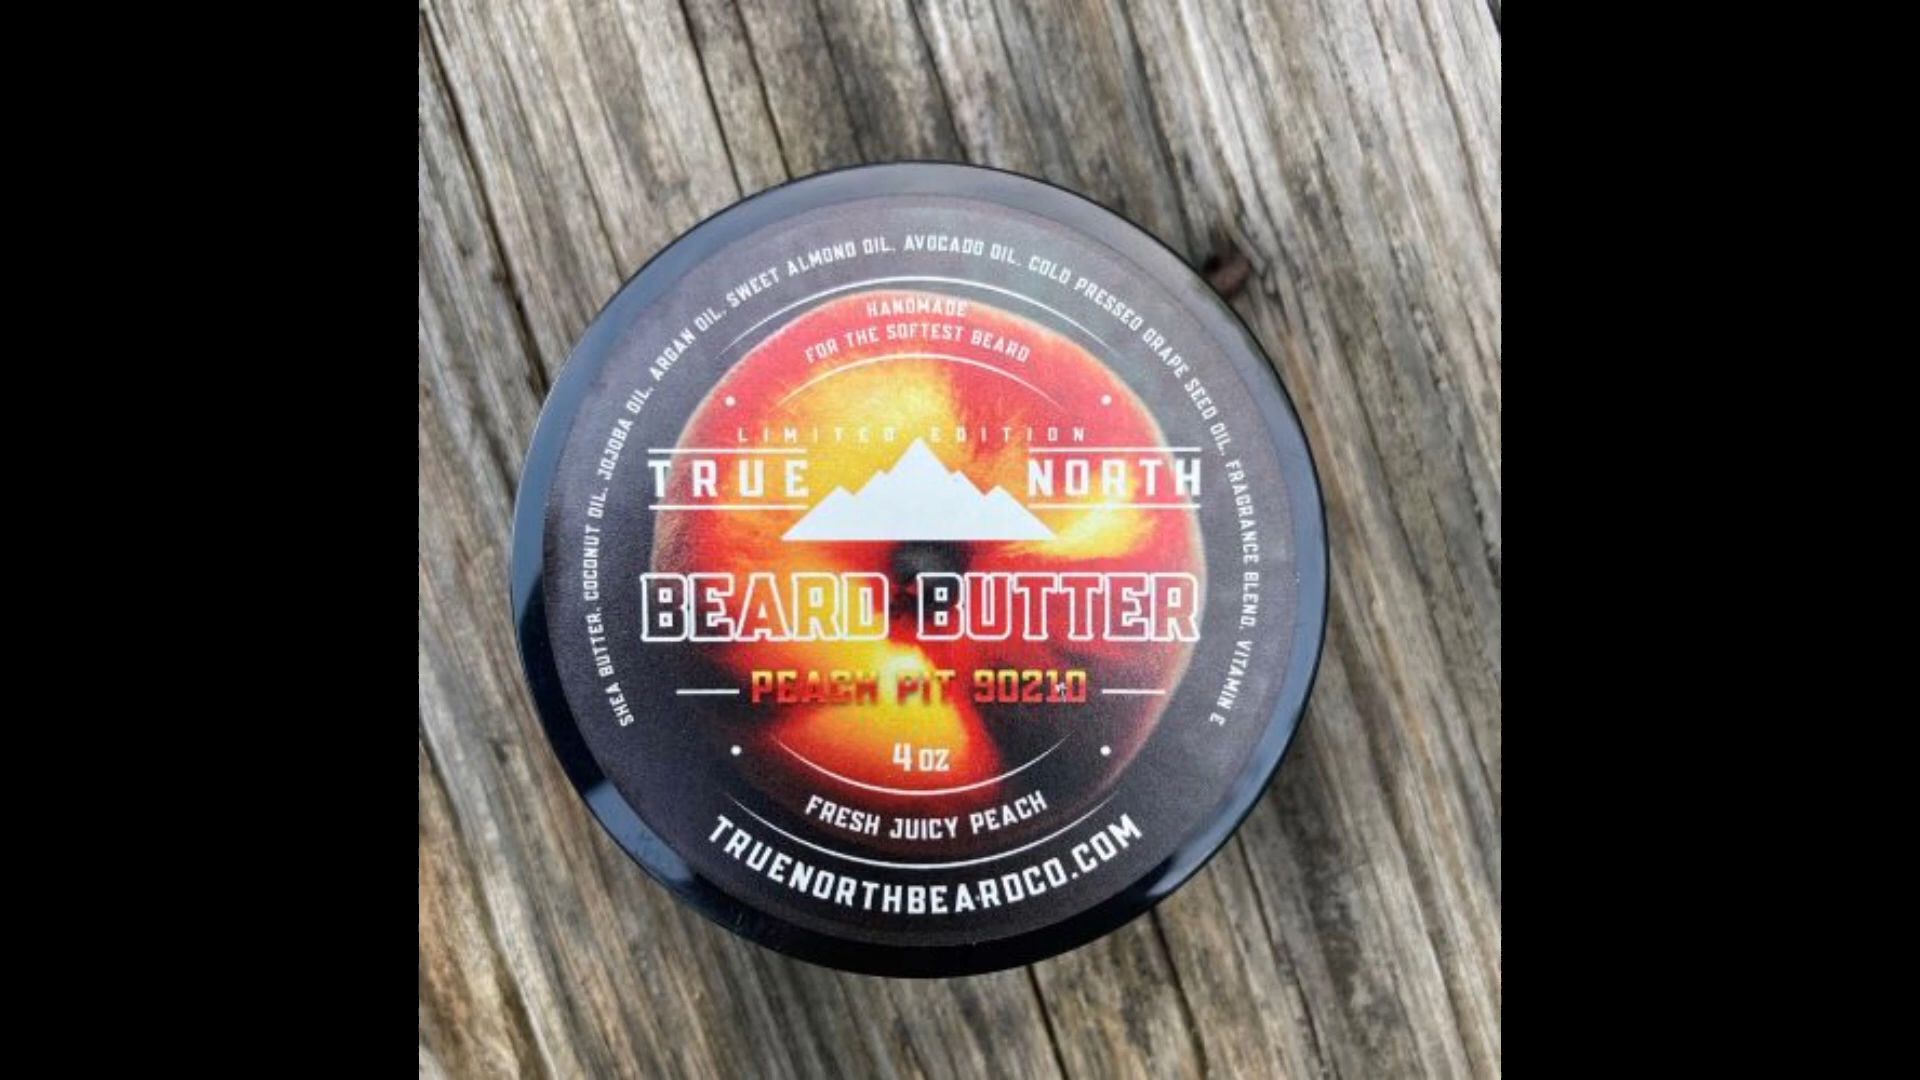 SHEA BUTTER, COCONUT OIL, JOJOBA OIL, ARGAN OIL, SWEET ALMOND OIL, AVOCADO OIL, COLD PRESSED GRAPE SEED OIL, FRAGRANCE BLEND, VITAMIN E
HANDMADE
FOR THE SOFTEST BEARD
LIMITED EDITION
TRUE NORTH
BEARD BUTTER
PEACH PIT 90210
4 OZ
FRESH JUICY PEACH
TRUENORTHBEARDCO.COM